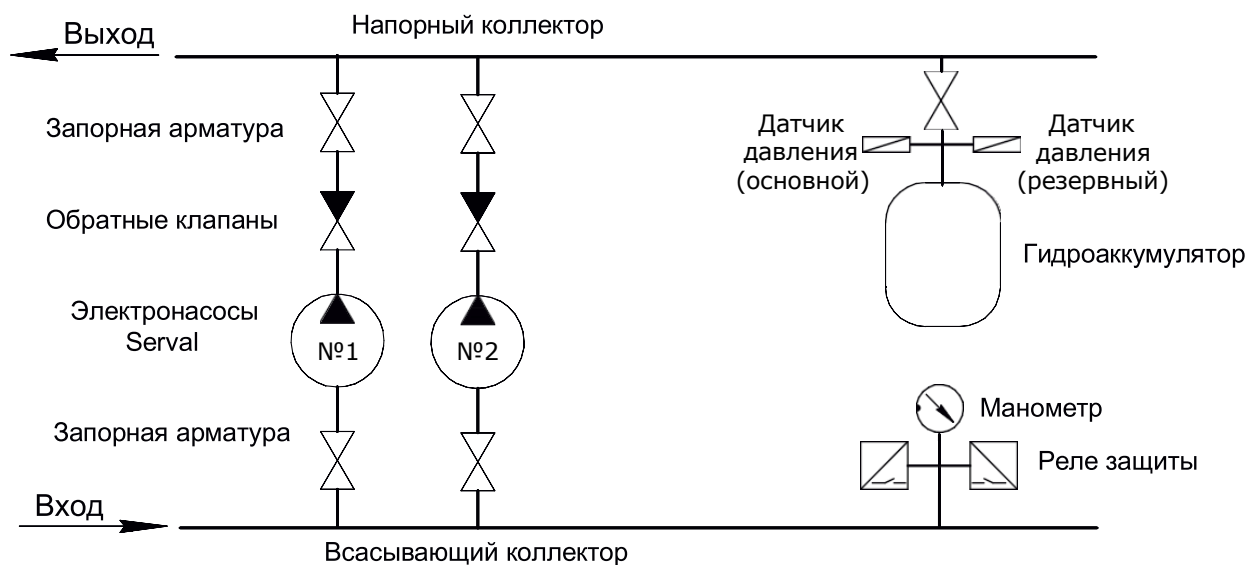 Напорный коллектор
Выход
Запорная арматура
Датчик
давления
(основной)
Датчик
давления
(резервный)
Обратные клапаны
Гидроаккумулятор
Электронасосы
Serval
№1
№2
Манометр
Запорная арматура
Реле защиты
Вход
Всасывающий коллектор